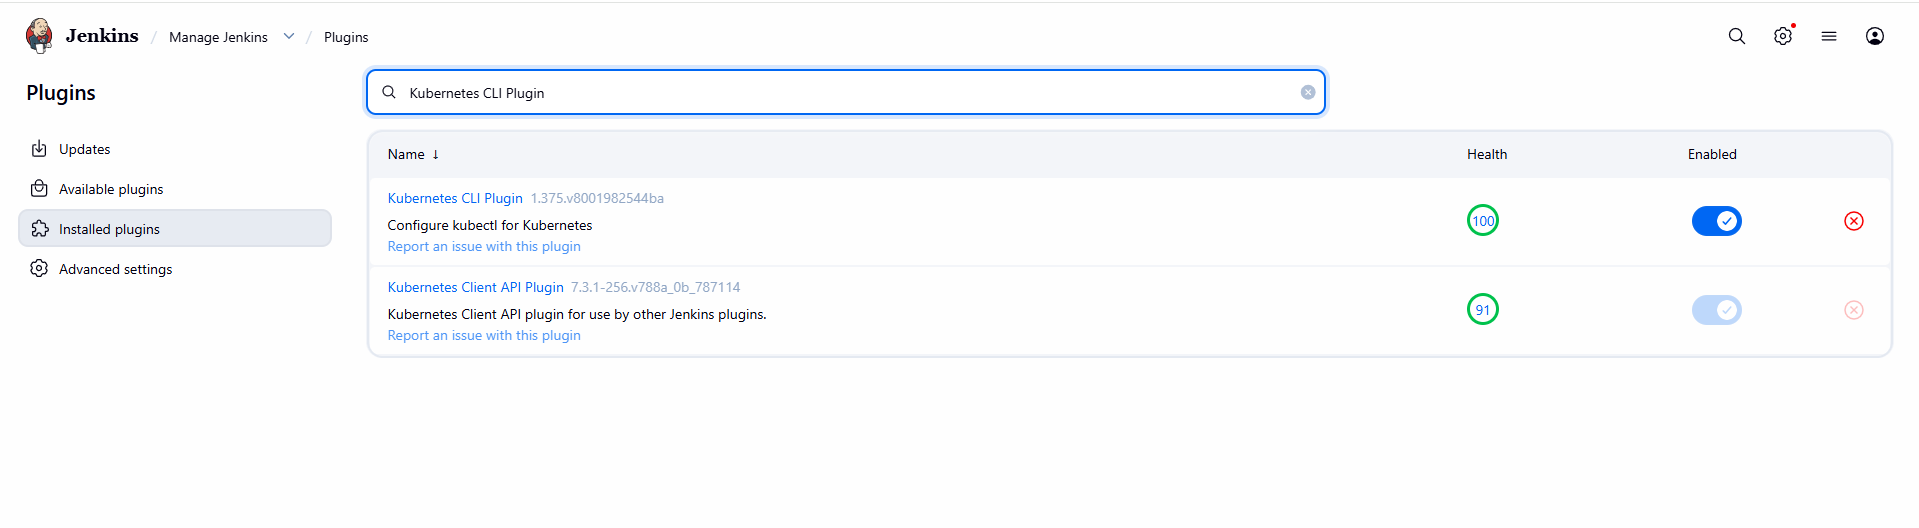 Jenkins / Manage Jenkins / Plugins
Plugins
Kubernetes CLI Plugin
Updates
Available plugins
Installed plugins
Advanced settings
Name ↓ Health Enabled
Kubernetes CLI Plugin 1.375.v8001982544ba
Configure kubectl for Kubernetes
Report an issue with this plugin
100
Kubernetes Client API Plugin 7.3.1-256.v788a_0b_787114
Kubernetes Client API plugin for use by other Jenkins plugins.
Report an issue with this plugin
91